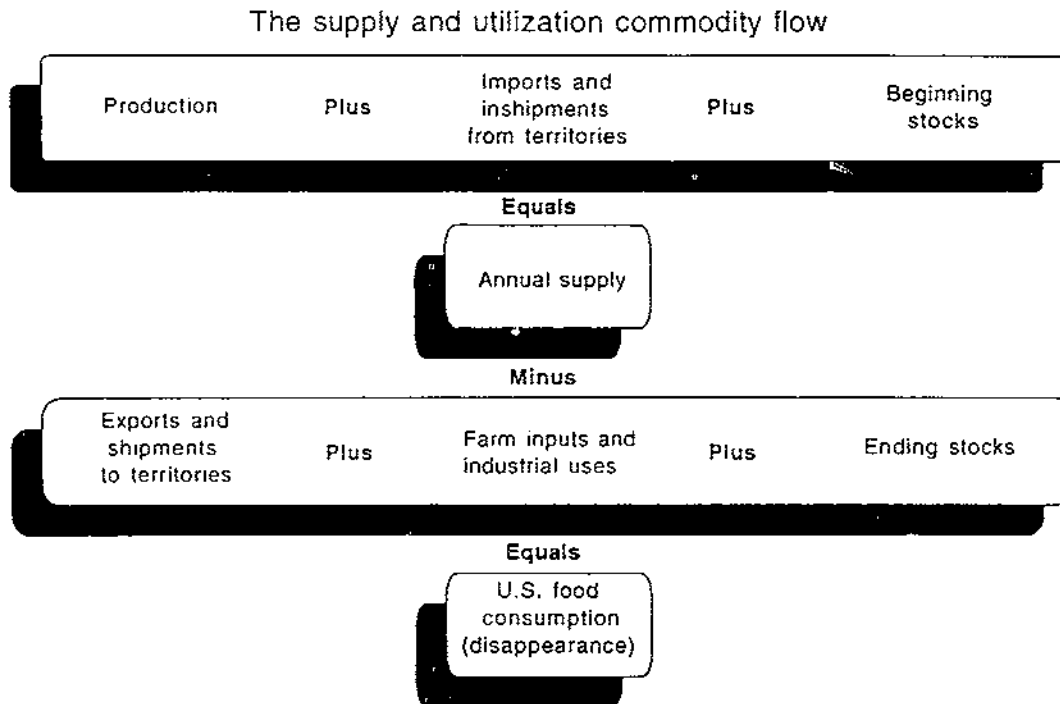 The supply and utilization commodity flow
Production
Plus
Imports and
inshipments
from territories
Plus
Beginning
stocks
Equals
Annual supply
Minus
Exports and
shipments
to territories
Plus
Farm inputs and
industrial uses
Plus
Ending stocks
Equals
U.S. food
consumption
(disappearance)